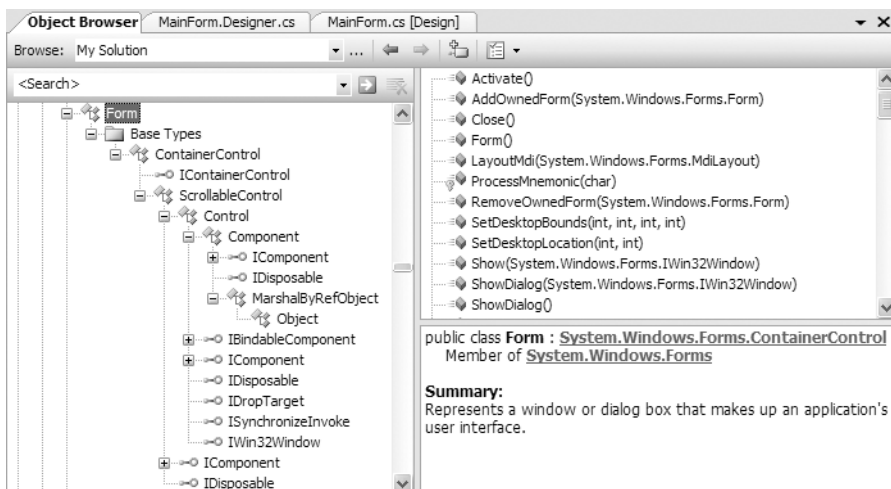 Object Browser MainForm.Designer.cs MainForm.cs [Design]
Browse: My Solution ...
<Search>
Form
Base Types
ContainerControl
IContainerControl
ScrollableControl
Control
Component
IComponent
IDisposable
MarshalByRefObject
Object
IBindableComponent
IComponent
IDisposable
IDropTarget
ISynchronizeInvoke
IWin32Window
IComponent
IDisposable
Activate()
AddOwnedForm(System.Windows.Forms.Form)
Close()
Form()
LayoutMdi(System.Windows.Forms.MdiLayout)
ProcessMnemonic(char)
RemoveOwnedForm(System.Windows.Forms.Form)
SetDesktopBounds(int, int, int, int)
SetDesktopLocation(int, int)
Show(System.Windows.Forms.IWin32Window)
ShowDialog(System.Windows.Forms.IWin32Window)
ShowDialog()
public class Form : System.Windows.Forms.ContainerControl
Member of System.Windows.Forms
Summary:
Represents a window or dialog box that makes up an application's
user interface.